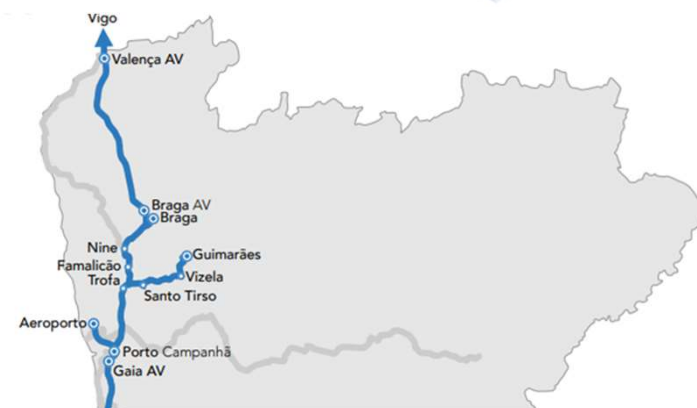 Vigo
Valença AV
Braga AV
Braga
Nine
Guimarães
Famalicão
Vizela
Trofa
Santo Tirso
Aeroporto
Porto Campanhã
Gaia AV